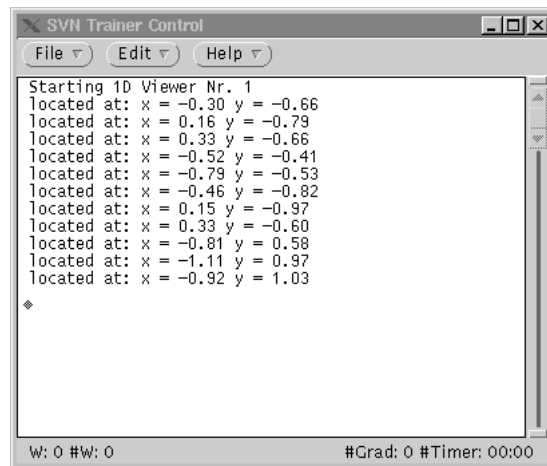 SVN Trainer Control
File Edit Help
Starting 1D Viewer Nr. 1
located at: x = −0.30 y = −0.66
located at: x = 0.16 y = −0.79
located at: x = 0.33 y = −0.66
located at: x = −0.52 y = −0.41
located at: x = −0.79 y = −0.53
located at: x = −0.46 y = −0.82
located at: x = 0.15 y = −0.97
located at: x = 0.33 y = −0.60
located at: x = −0.81 y = 0.58
located at: x = −1.11 y = 0.97
located at: x = −0.92 y = 1.03
W: 0 #W: 0 #Grad: 0 #Timer: 00:00